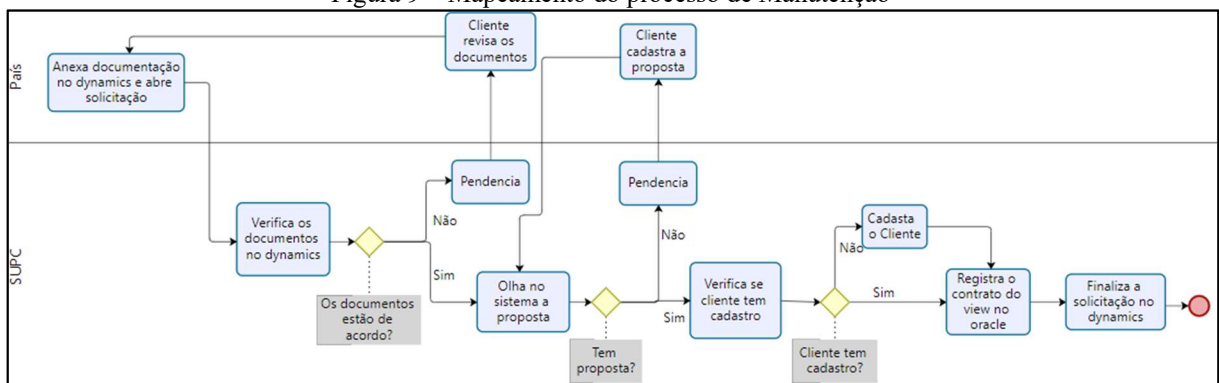 Figura 9 – Mapeamento do processo de Manutenção
País
Anexa documentação
no dynamics e abre
solicitação
Cliente
revisa os
documentos
Cliente
cadastra a
proposta
SUPC
Verifica os
documentos
no dynamics
Os documentos
estão de
acordo?
Não
Sim
Pendencia
Olha no
sistema a
proposta
Tem
proposta?
Não
Sim
Pendencia
Verifica se
cliente tem
cadastro
Cliente tem
cadastro?
Não
Sim
Cadasta
o Cliente
Registra o
contrato do
view no
oracle
Finaliza a
solicitação no
dynamics